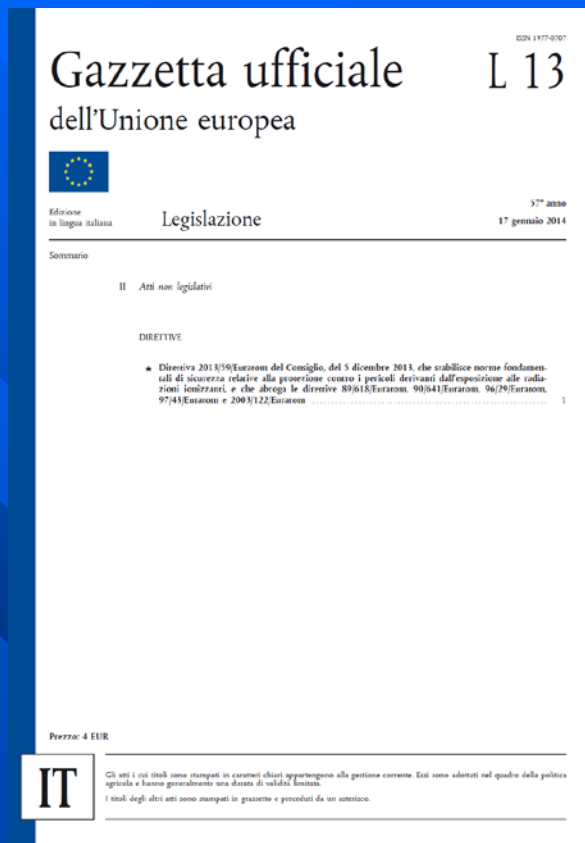 ISSN 1977-0707
Gazzetta ufficiale L 13
dell'Unione europea
Edizione
in lingua italiana
Legislazione
57° anno
17 gennaio 2014
Sommario
II Atti non legislativi
DIRETTIVE
★ Direttiva 2013/59/Euratom del Consiglio, del 5 dicembre 2013, che stabilisce norme fondamen-
tali di sicurezza relative alla protezione contro i pericoli derivanti dall'esposizione alle radia-
zioni ionizzanti, e che abroga le direttive 89/618/Euratom, 90/641/Euratom, 96/29/Euratom,
97/43/Euratom e 2003/122/Euratom ........................................ 1
Prezzo: 4 EUR
IT
Gli atti i cui titoli sono stampati in caratteri chiari appartengono alla gestione corrente. Essi sono adottati nel quadro della politica
agricola e hanno generalmente una durata di validità limitata.
I titoli degli altri atti sono stampati in grassetto e preceduti da un asterisco.